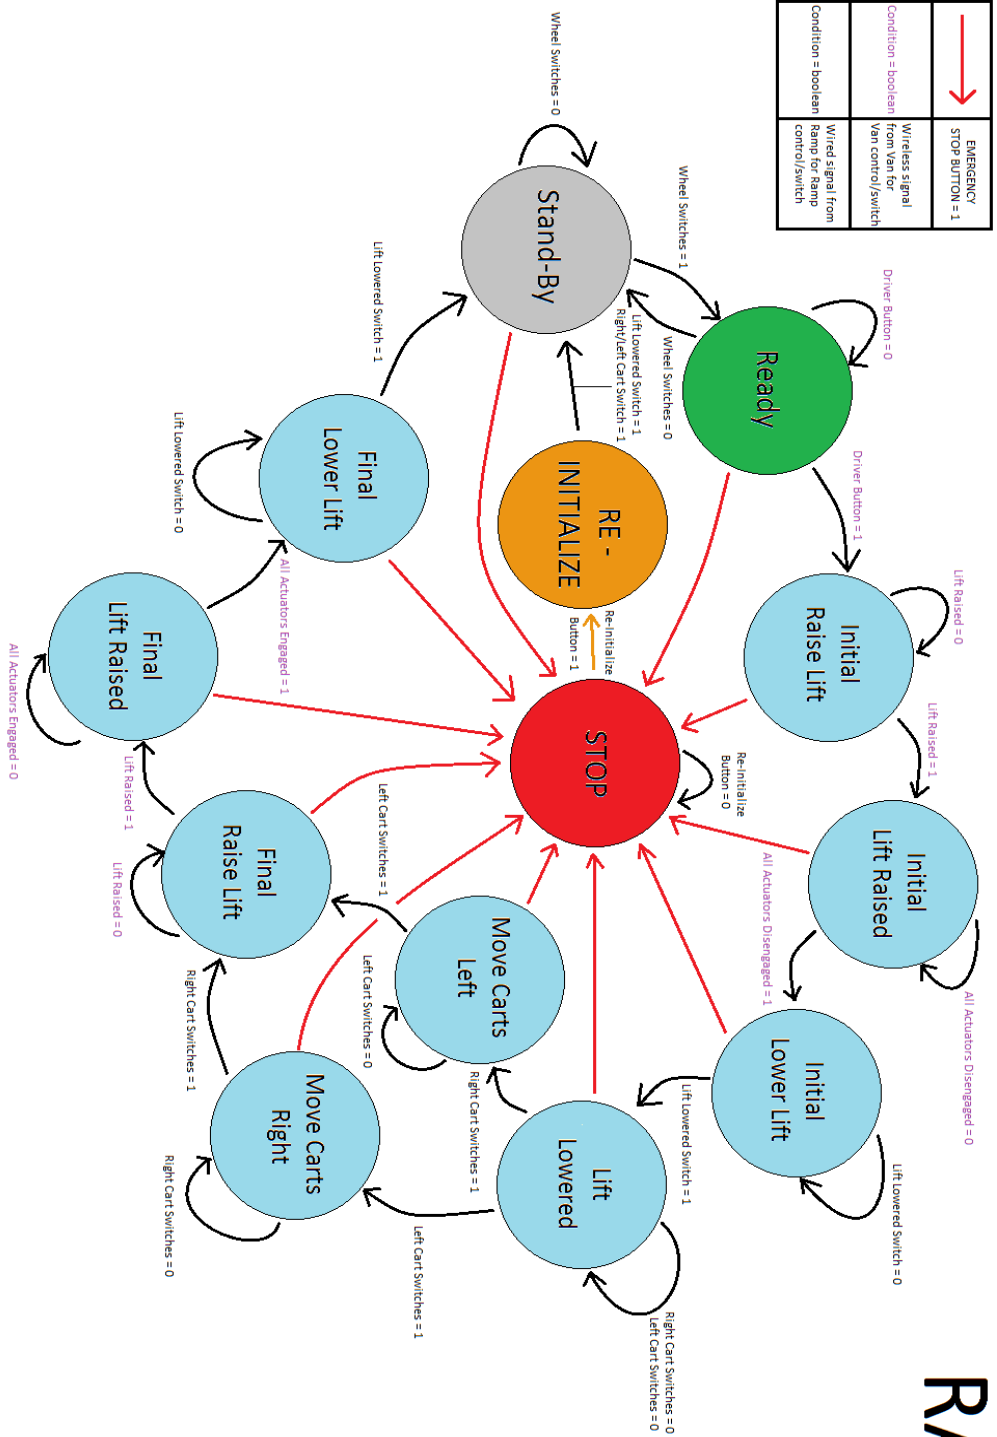 RA
EMERGENCY
STOP BUTTON = 1
Condition = boolean
Wireless signal
from Van for
Van control/switch
Condition = boolean
Wired signal from
Ramp for Ramp
control/switch
Wheel Switches = 0
Stand-By
Wheel Switches = 1
Wheel Switches = 0
Ready
Driver Button = 0
Driver Button = 1
Initial
Raise Lift
Lift Raised = 0
Lift Raised = 1
Initial
Lift Raised
All Actuators Disengaged = 0
All Actuators Disengaged = 1
Initial
Lower Lift
Lift Lowered Switch = 0
Lift Lowered Switch = 1
Lift
Lowered
Right Cart Switches = 0
Left Cart Switches = 0
Right Cart Switches = 1
Left Cart Switches = 1
Move Carts
Left
Left Cart Switches = 0
Left Cart Switches = 1
Move Carts
Right
Right Cart Switches = 0
Right Cart Switches = 1
Final
Raise Lift
Lift Raised = 0
Lift Raised = 1
Final
Lift Raised
All Actuators Engaged = 0
All Actuators Engaged = 1
Final
Lower Lift
Lift Lowered Switch = 0
Lift Lowered Switch = 1
STOP
Re-Initialize
Button = 0
Re-Initialize
Button = 1
RE -
INITIALIZE
Lift Lowered Switch = 1
Right/Left Cart Switch = 1